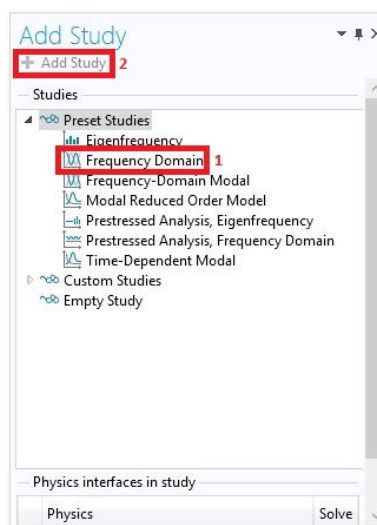 Add Study
Add Study 2
Studies
Preset Studies
Eigenfrequency
Frequency Domain 1
Frequency-Domain Modal
Modal Reduced Order Model
Prestressed Analysis, Eigenfrequency
Prestressed Analysis, Frequency Domain
Time-Dependent Modal
Custom Studies
Empty Study
Physics interfaces in study
Physics Solve